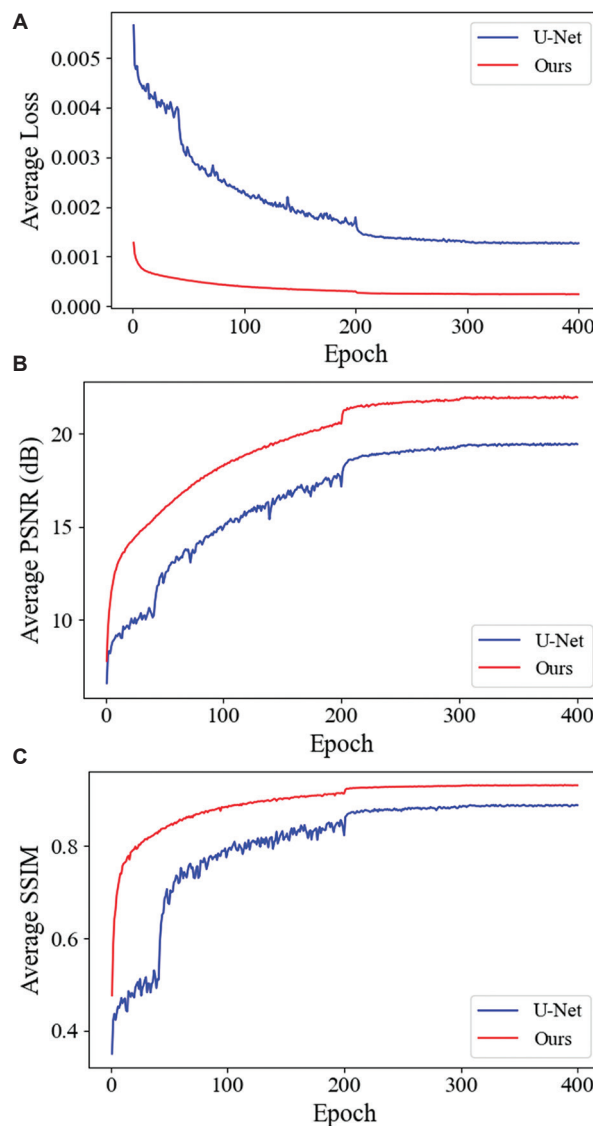 A
Average Loss
0.005
0.004
0.003
0.002
0.001
0.000
U-Net
Ours
0 100 200 300 400
Epoch
B
Average PSNR (dB)
20
15
10
U-Net
Ours
0 100 200 300 400
Epoch
C
Average SSIM
0.8
0.6
0.4
U-Net
Ours
0 100 200 300 400
Epoch